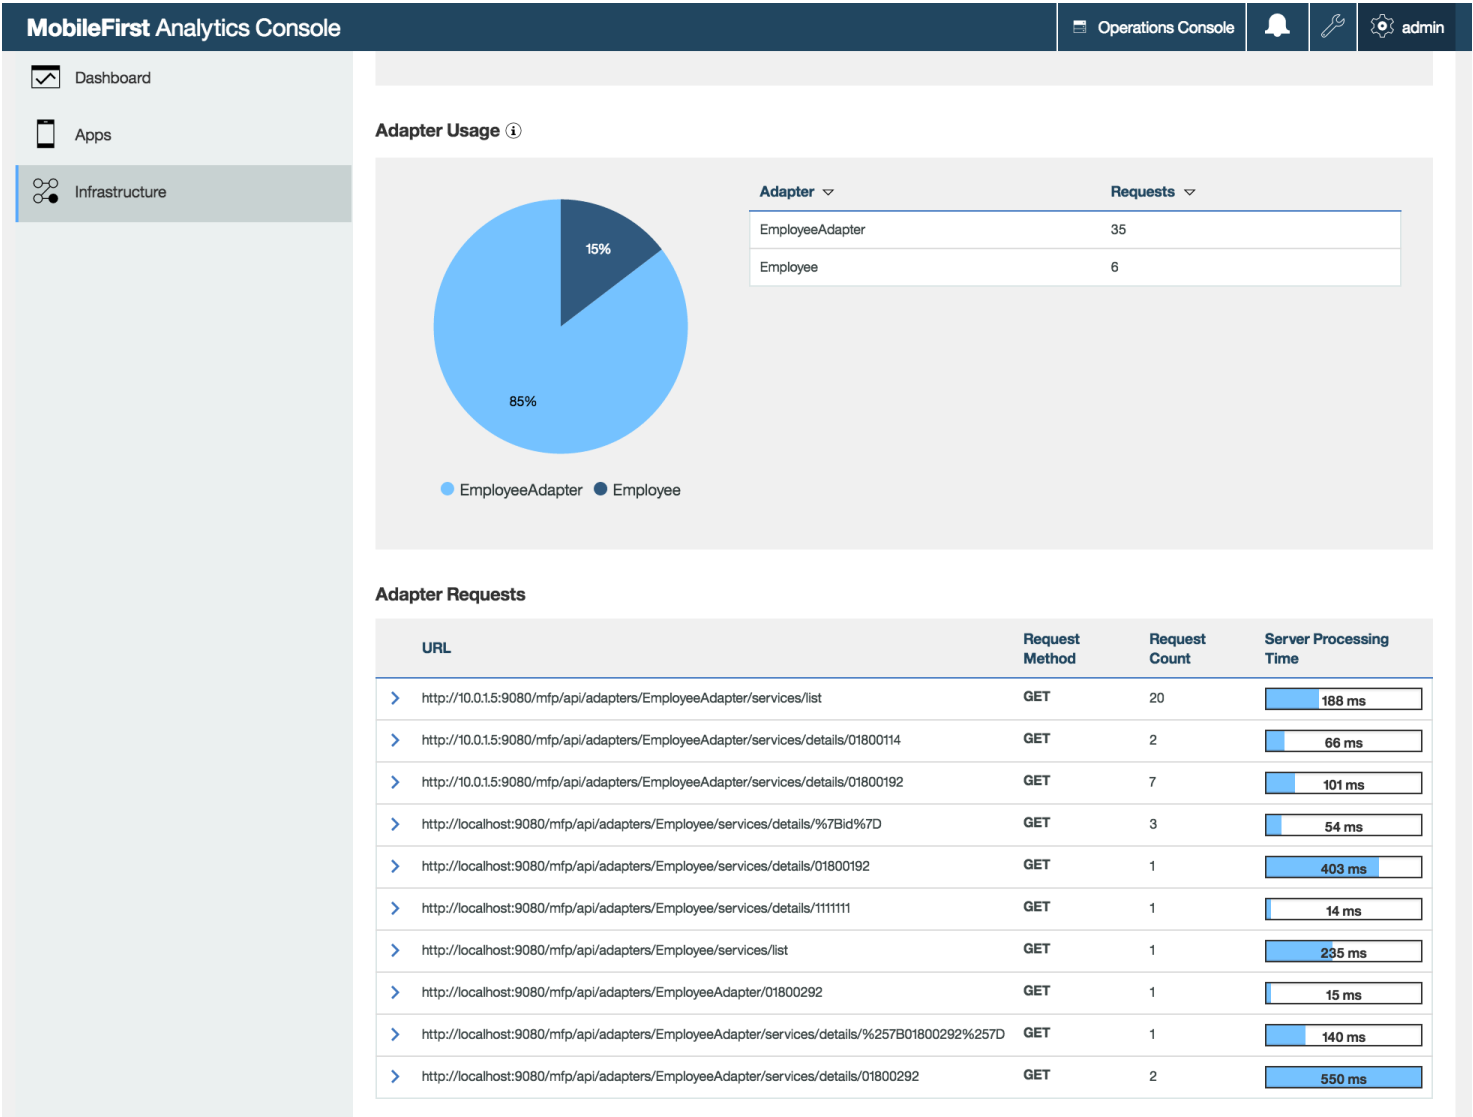 MobileFirst Analytics Console
Operations Console
admin
Dashboard
Apps
Infrastructure
Adapter Usage
Adapter Requests
EmployeeAdapter 35
Employee 6
15%
85%
EmployeeAdapter Employee
Adapter Requests
URL Request Method Request Count Server Processing Time
http://10.0.1.5:9080/mfp/api/adapters/EmployeeAdapter/services/list GET 20 188 ms
http://10.0.1.5:9080/mfp/api/adapters/EmployeeAdapter/services/details/01800114 GET 2 66 ms
http://10.0.1.5:9080/mfp/api/adapters/EmployeeAdapter/services/details/01800192 GET 7 101 ms
http://localhost:9080/mfp/api/adapters/Employee/services/details/%7Bid%7D GET 3 54 ms
http://localhost:9080/mfp/api/adapters/Employee/services/details/01800192 GET 1 403 ms
http://localhost:9080/mfp/api/adapters/Employee/services/details/1111111 GET 1 14 ms
http://localhost:9080/mfp/api/adapters/Employee/services/list GET 1 235 ms
http://localhost:9080/mfp/api/adapters/EmployeeAdapter/01800292 GET 1 15 ms
http://localhost:9080/mfp/api/adapters/EmployeeAdapter/services/details/%257B01800292%257D GET 1 140 ms
http://localhost:9080/mfp/api/adapters/EmployeeAdapter/services/details/01800292 GET 2 550 ms